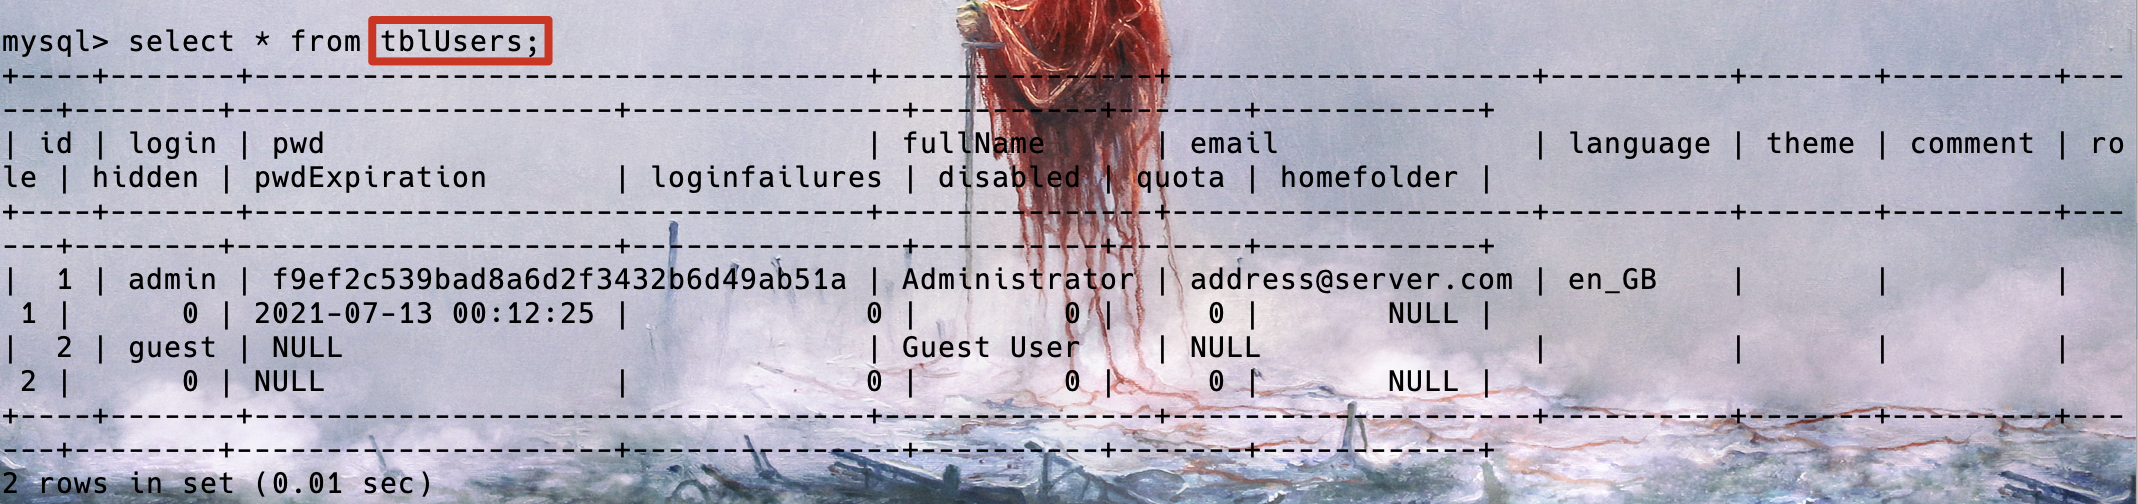 mysql> select * from tblUsers;
+----+-------+----------------------------------+---------------+--------------------+----------+-------+---------+---
---+--------+---------------------+---------------+----------+-------+------------+
| id | login | pwd                              | fullName      | email              | language | theme | comment | ro
le | hidden | pwdExpiration       | loginfailures | disabled | quota | homefolder |
+----+-------+----------------------------------+---------------+--------------------+----------+-------+---------+---
---+--------+---------------------+---------------+----------+-------+------------+
|  1 | admin | f9ef2c539bad8a6d2f3432b6d49ab51a | Administrator | address@server.com | en_GB    |       |         |
 1 |      0 | 2021-07-13 00:12:25 |             0 |        0 |     0 |       NULL |
|  2 | guest | NULL                             | Guest User    | NULL               |          |       |         |
 2 |      0 | NULL                |             0 |        0 |     0 |       NULL |
+----+-------+----------------------------------+---------------+--------------------+----------+-------+---------+---
---+--------+---------------------+---------------+----------+-------+------------+
2 rows in set (0.01 sec)